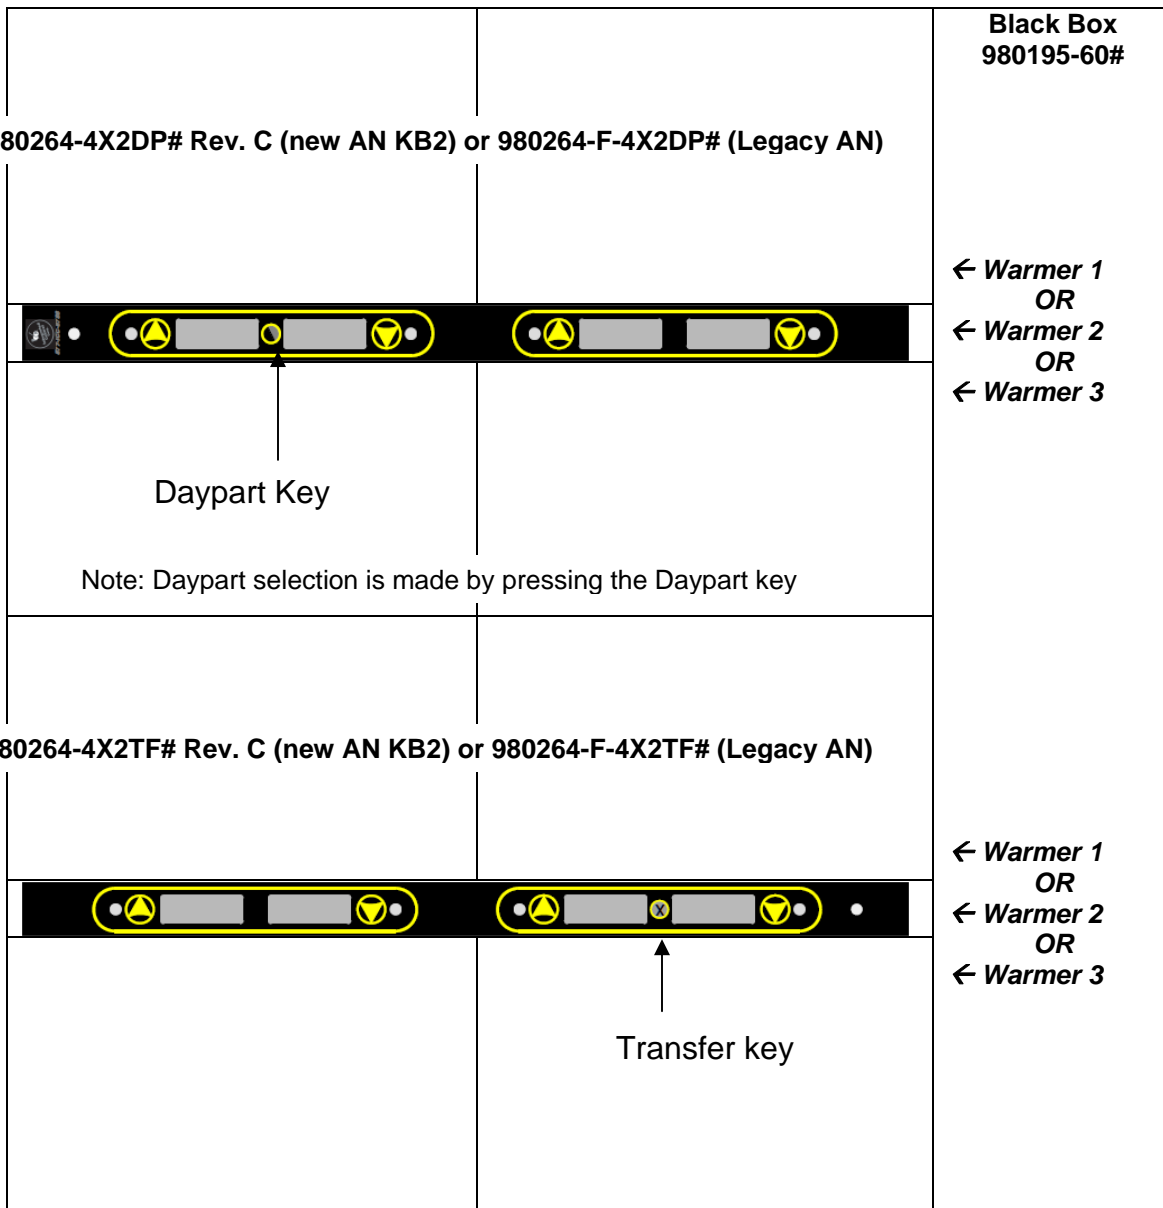 Black Box
980195-60#
80264-4X2DP# Rev. C (new AN KB2) or 980264-F-4X2DP# (Legacy AN)
← Warmer 1
OR
← Warmer 2
OR
← Warmer 3
Daypart Key
Note: Daypart selection is made by pressing the Daypart key
80264-4X2TF# Rev. C (new AN KB2) or 980264-F-4X2TF# (Legacy AN)
← Warmer 1
OR
← Warmer 2
OR
← Warmer 3
X
Transfer key